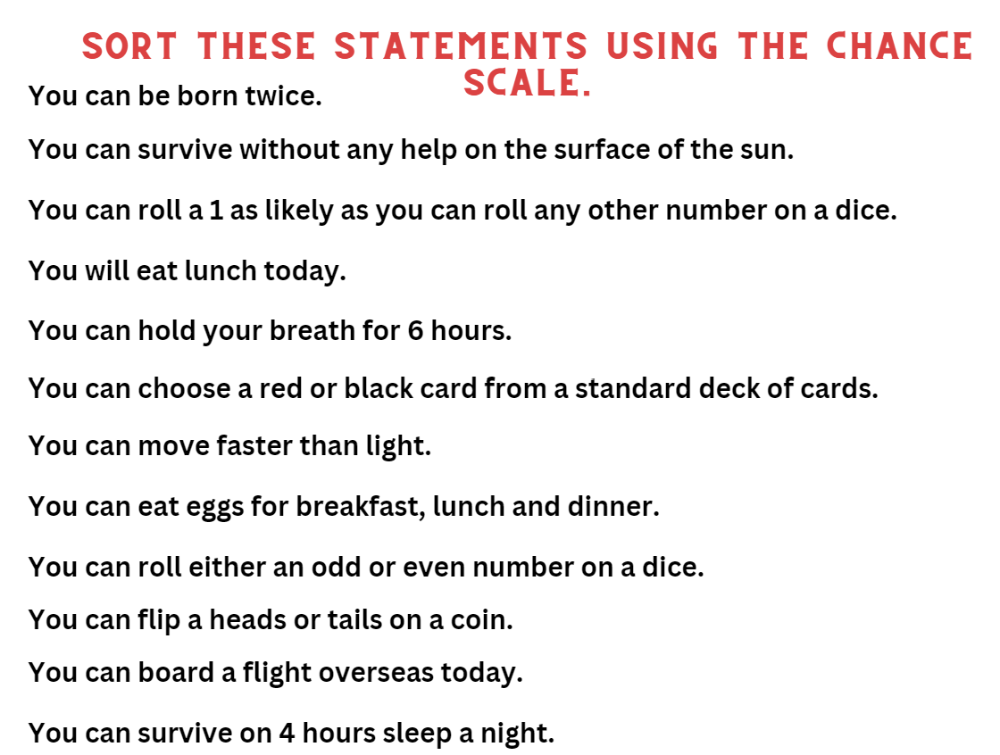 SORT THESE STATEMENTS USING THE CHANCE
SCALE.
You can be born twice.
You can survive without any help on the surface of the sun.
You can roll a 1 as likely as you can roll any other number on a dice.
You will eat lunch today.
You can hold your breath for 6 hours.
You can choose a red or black card from a standard deck of cards.
You can move faster than light.
You can eat eggs for breakfast, lunch and dinner.
You can roll either an odd or even number on a dice.
You can flip a heads or tails on a coin.
You can board a flight overseas today.
You can survive on 4 hours sleep a night.